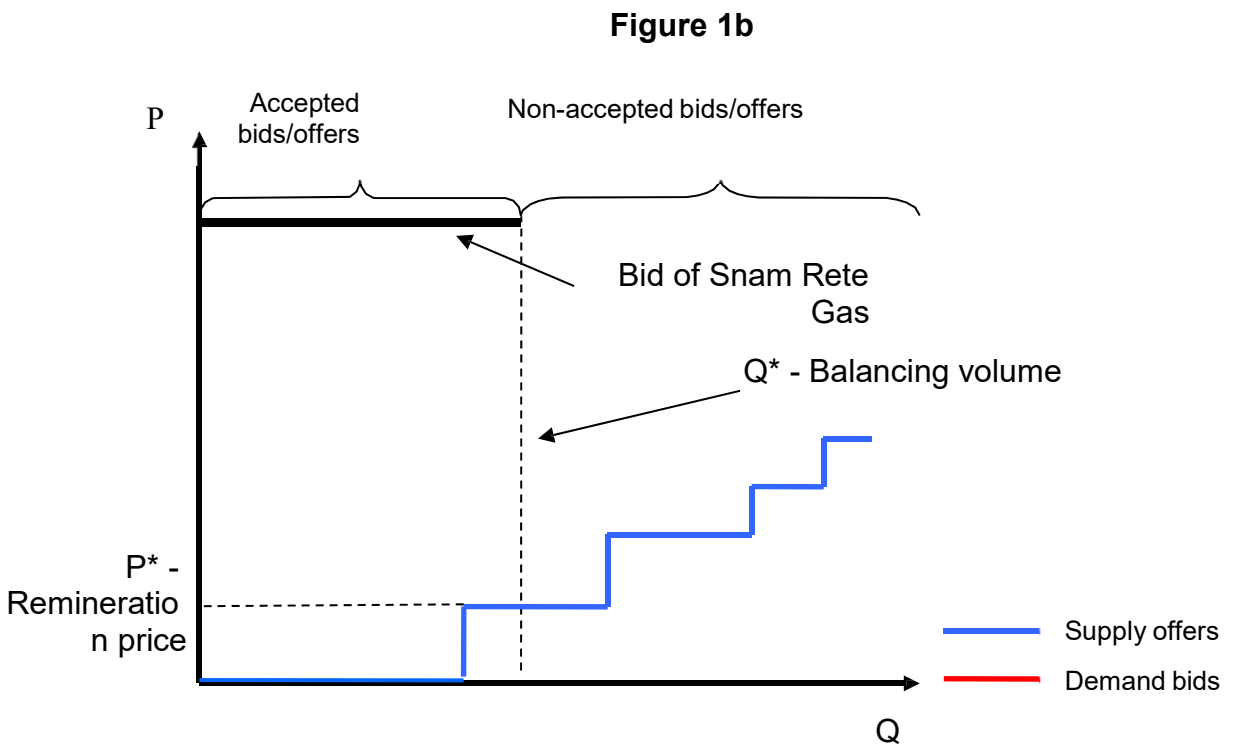 Figure 1b
P
Accepted
bids/offers
Non-accepted bids/offers
Bid of Snam Rete
Gas
Q* - Balancing volume
P* -
Remineratio
n price
Supply offers
Demand bids
Q